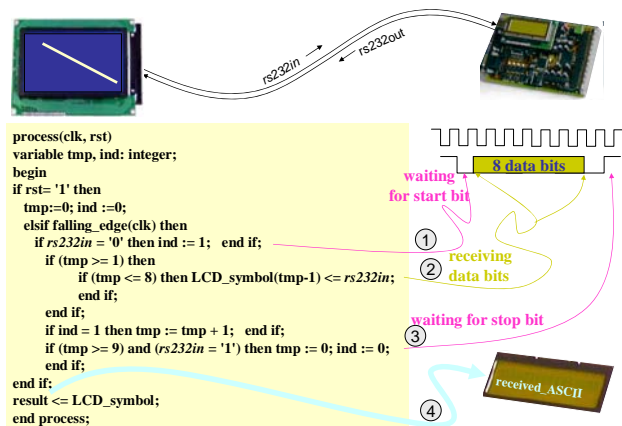 rs232in
rs232out
process(clk, rst)
variable tmp, ind: integer;
begin
if rst= '1' then
tmp:=0; ind :=0;
elsif falling_edge(clk) then
if rs232in = '0' then ind := 1; end if;
if (tmp >= 1) then
if (tmp <= 8) then LCD_symbol(tmp-1) <= rs232in;
end if;
end if;
if ind = 1 then tmp := tmp + 1; end if;
if (tmp >= 9) and (rs232in = '1') then tmp := 0; ind := 0;
end if;
end if;
result <= LCD_symbol;
end process;
8 data bits
waiting
for start bit
1
2
receiving
data bits
3
waiting for stop bit
4
received_ASCII